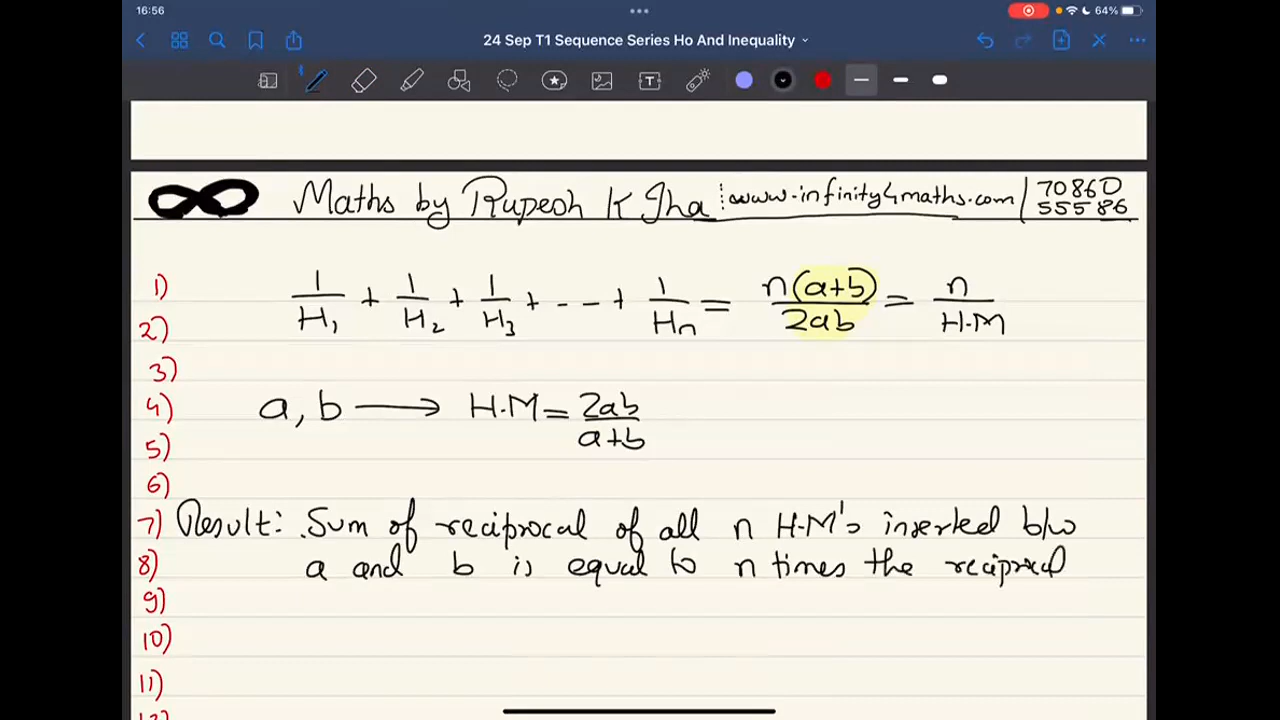 16:56
64%
24 Sep T1 Sequence Series Ho And Inequality
∞ Maths by Rupesh K Jha www.infinity4maths.com / 70860 55586
1) 1/H₁ + 1/H₂ + 1/H₃ + --- + 1/Hₙ = n(a+b)/2ab = n/H.M
2)
3)
4) a, b ⟶ H.M = 2ab/a+b
5)
6)
7) Result: Sum of reciprocal of all n H.M's inserted b/w
8) a and b is equal to n times the reciprocal
9)
10)
11)
12)